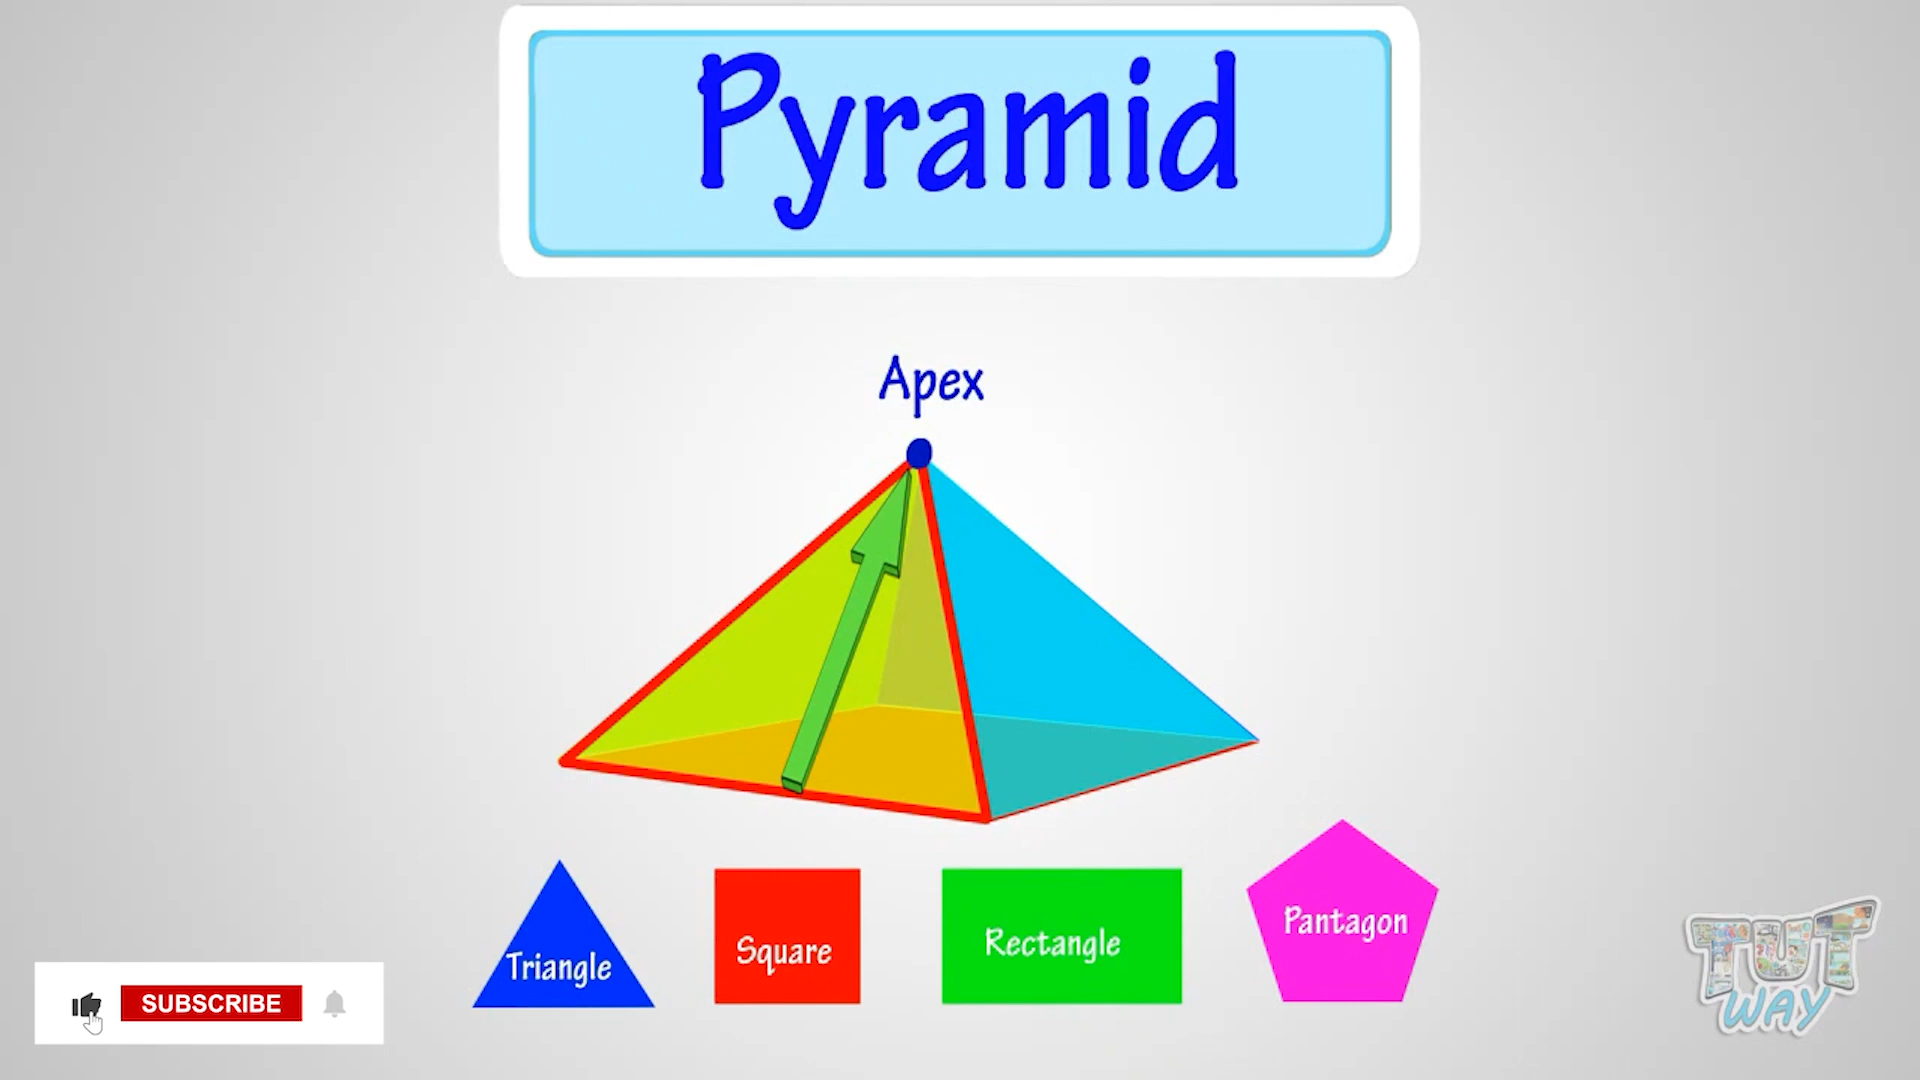 Pyramid
Apex
Triangle
Square
Rectangle
Pantagon
SUBSCRIBE
TUT
WAY